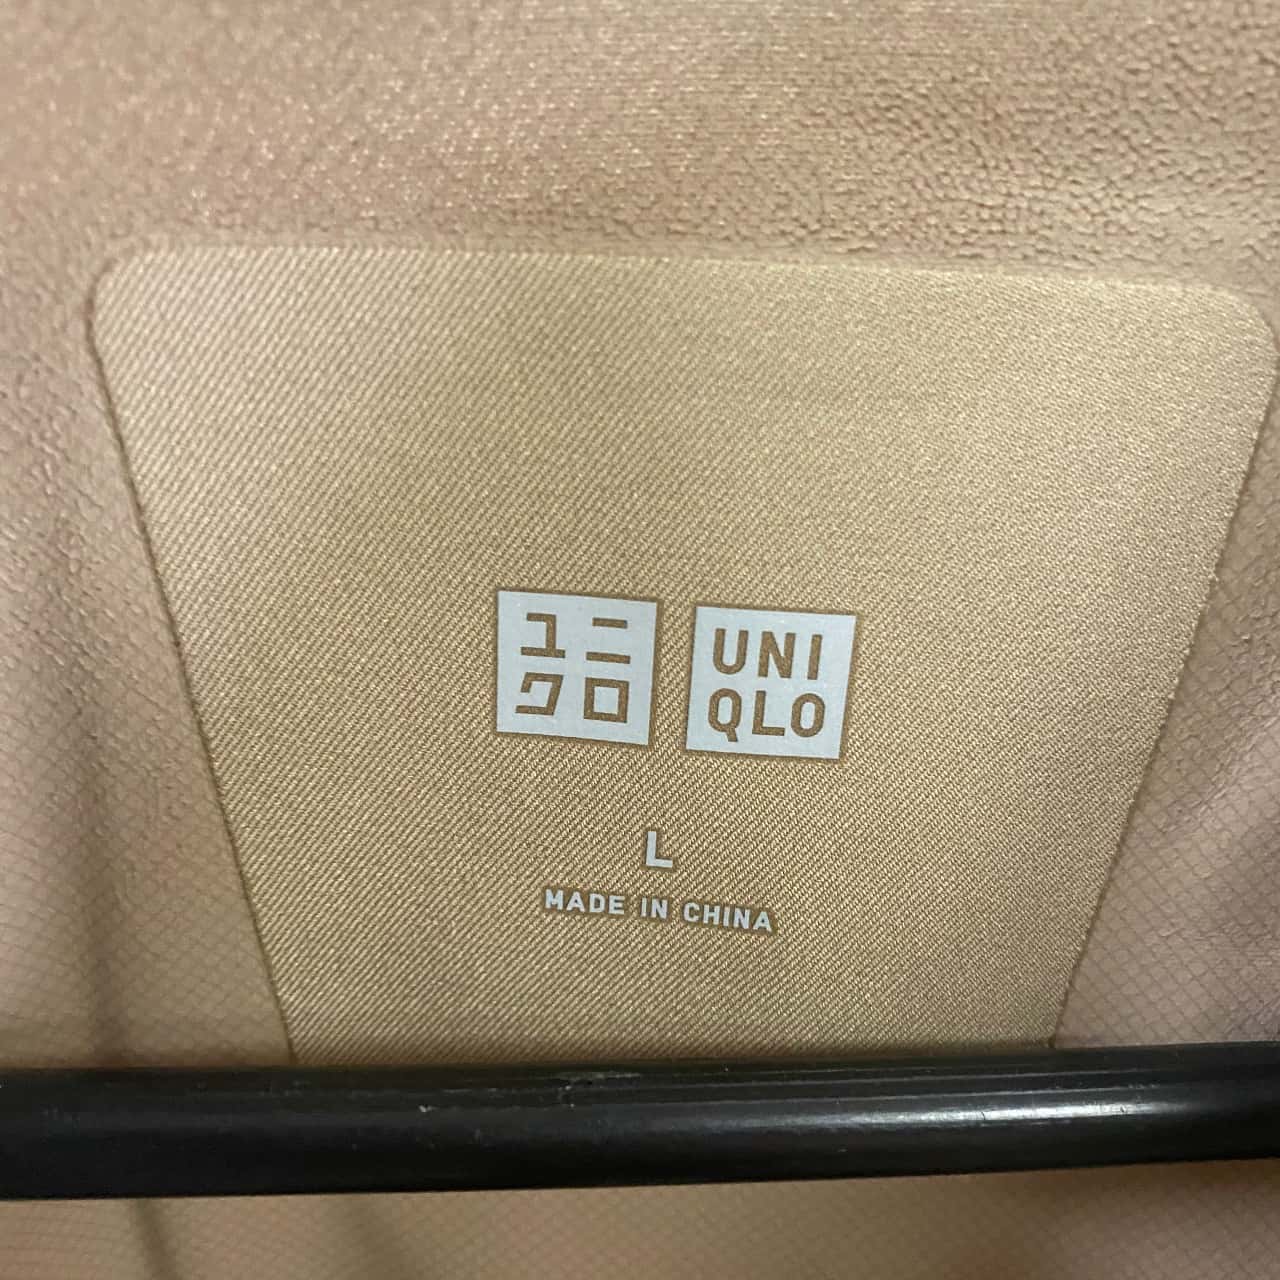 ユニ
クロ
UNI
QLO
L
MADE IN CHINA